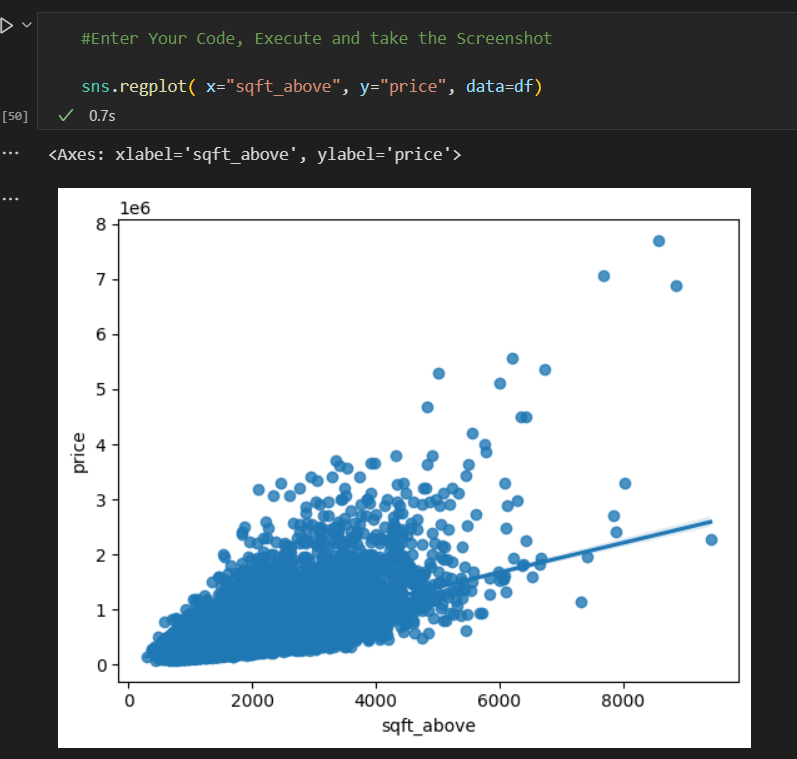 #Enter Your Code, Execute and take the Screenshot
sns.regplot( x="sqft_above", y="price", data=df)
[50]
0.7s
<Axes: xlabel='sqft_above', ylabel='price'>
1e6
8
7
6
5
4
3
2
1
0
price
0 2000 4000 6000 8000
sqft_above